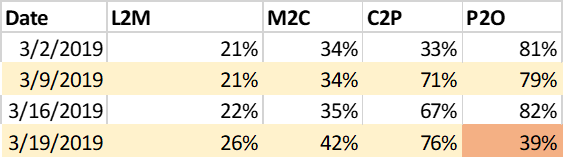 Date L2M M2C C2P P2O
3/2/2019 21% 34% 33% 81%
3/9/2019 21% 34% 71% 79%
3/16/2019 22% 35% 67% 82%
3/19/2019 26% 42% 76% 39%